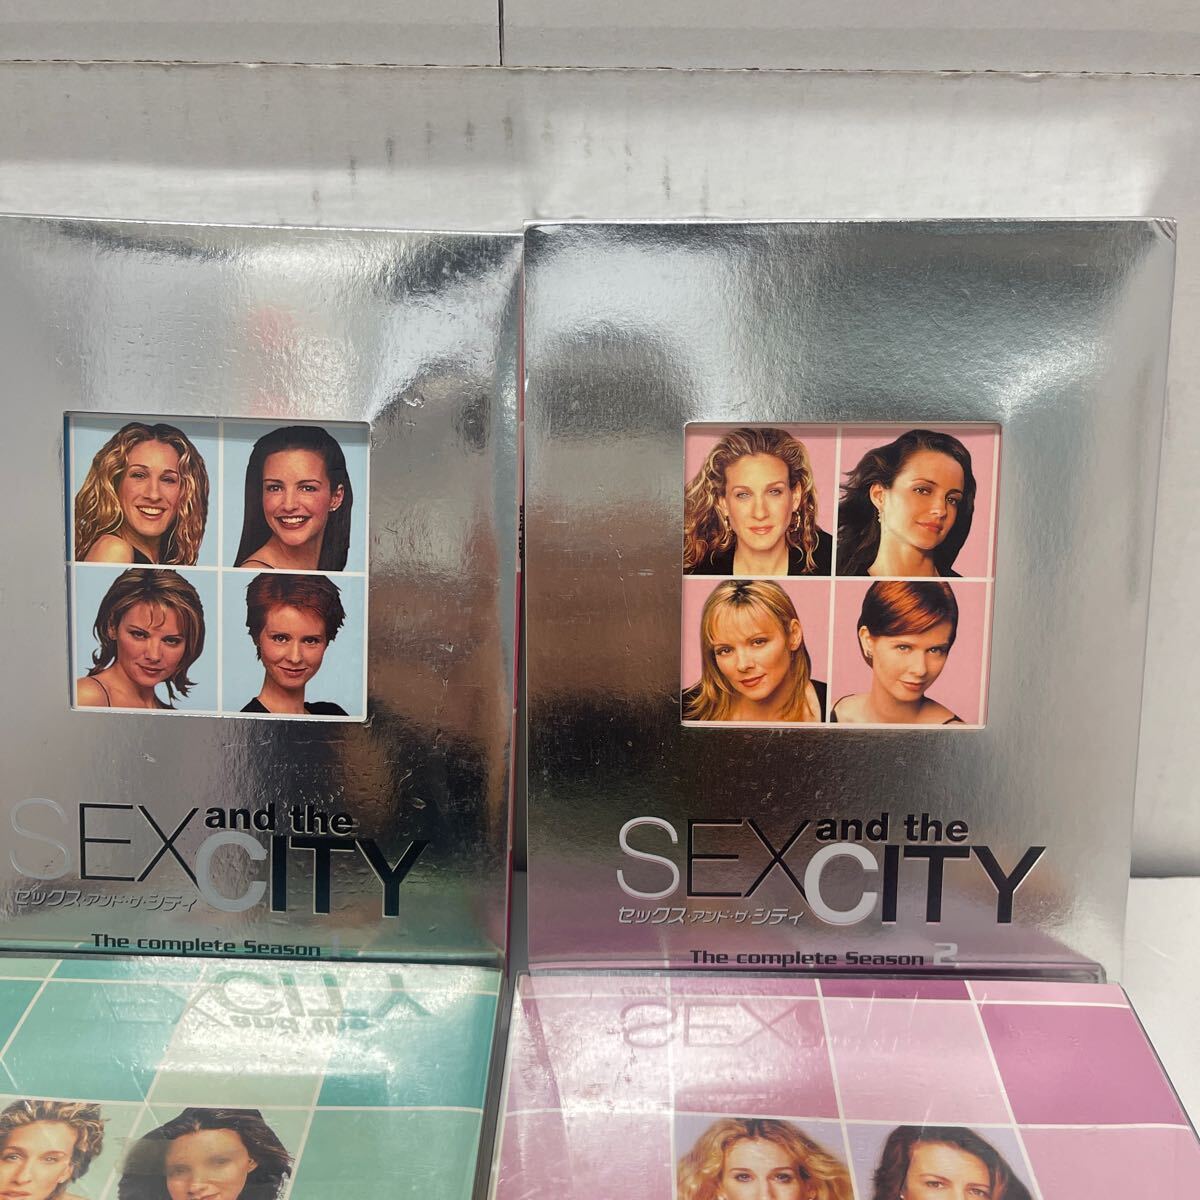 SEX and the CITY
セックス・アンド・ザ・シティ
The complete Season 1
SEX and the CITY
セックス・アンド・ザ・シティ
The complete Season 2